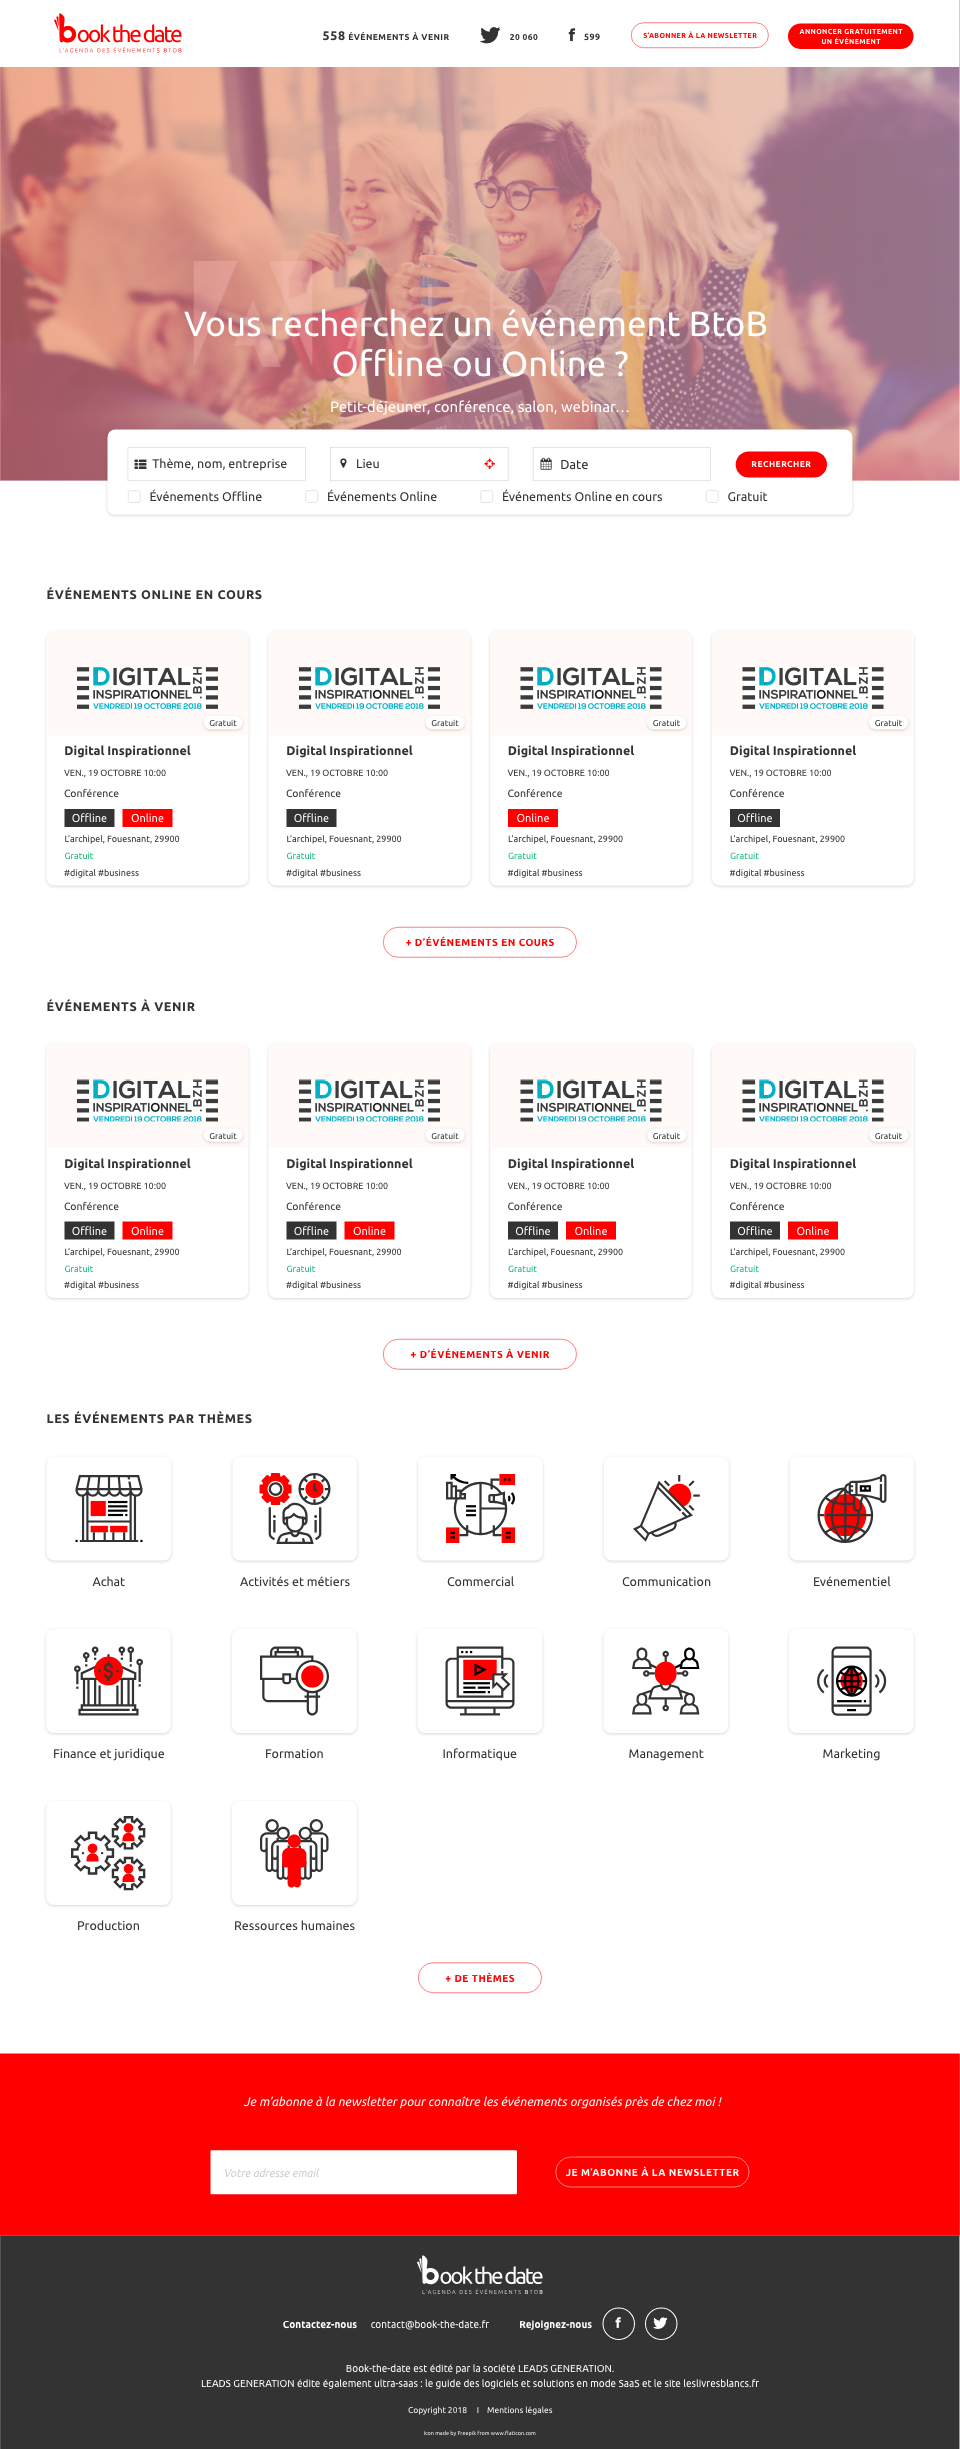 book the date
L'AGENDA DES ÉVÉNEMENTS BTOB
558 ÉVÉNEMENTS À VENIR
20 060
599
S'ABONNER À LA NEWSLETTER
ANNONCER GRATUITEMENT
UN ÉVÉNEMENT
Vous recherchez un événement BtoB
Offline ou Online ?
Petit-déjeuner, conférence, salon, webinar...
Thème, nom, entreprise
Lieu
Date
RECHERCHER
Événements Offline
Événements Online
Événements Online en cours
Gratuit
ÉVÉNEMENTS ONLINE EN COURS
DIGITAL
INSPIRATIONNEL
.BZH
VENDREDI 19 OCTOBRE 2018
Gratuit
Digital Inspirationnel
VEN., 19 OCTOBRE 10:00
Conférence
Offline Online
L'archipel, Fouesnant, 29900
Gratuit
#digital #business
DIGITAL
INSPIRATIONNEL
.BZH
VENDREDI 19 OCTOBRE 2018
Gratuit
Digital Inspirationnel
VEN., 19 OCTOBRE 10:00
Conférence
Offline
L'archipel, Fouesnant, 29900
Gratuit
#digital #business
DIGITAL
INSPIRATIONNEL
.BZH
VENDREDI 19 OCTOBRE 2018
Gratuit
Digital Inspirationnel
VEN., 19 OCTOBRE 10:00
Conférence
Online
L'archipel, Fouesnant, 29900
Gratuit
#digital #business
DIGITAL
INSPIRATIONNEL
.BZH
VENDREDI 19 OCTOBRE 2018
Gratuit
Digital Inspirationnel
VEN., 19 OCTOBRE 10:00
Conférence
Offline
L'archipel, Fouesnant, 29900
Gratuit
#digital #business
+ D'ÉVÉNEMENTS EN COURS
ÉVÉNEMENTS À VENIR
DIGITAL
INSPIRATIONNEL
.BZH
VENDREDI 19 OCTOBRE 2018
Gratuit
Digital Inspirationnel
VEN., 19 OCTOBRE 10:00
Conférence
Offline Online
L'archipel, Fouesnant, 29900
Gratuit
#digital #business
DIGITAL
INSPIRATIONNEL
.BZH
VENDREDI 19 OCTOBRE 2018
Gratuit
Digital Inspirationnel
VEN., 19 OCTOBRE 10:00
Conférence
Offline Online
L'archipel, Fouesnant, 29900
Gratuit
#digital #business
DIGITAL
INSPIRATIONNEL
.BZH
VENDREDI 19 OCTOBRE 2018
Gratuit
Digital Inspirationnel
VEN., 19 OCTOBRE 10:00
Conférence
Offline Online
L'archipel, Fouesnant, 29900
Gratuit
#digital #business
DIGITAL
INSPIRATIONNEL
.BZH
VENDREDI 19 OCTOBRE 2018
Gratuit
Digital Inspirationnel
VEN., 19 OCTOBRE 10:00
Conférence
Offline Online
L'archipel, Fouesnant, 29900
Gratuit
#digital #business
+ D'ÉVÉNEMENTS À VENIR
LES ÉVÉNEMENTS PAR THÈMES
Achat
Activités et métiers
Commercial
Communication
Evénementiel
Finance et juridique
Formation
Informatique
Management
Marketing
Production
Ressources humaines
+ DE THÈMES
Je m'abonne à la newsletter pour connaître les événements organisés près de chez moi !
Votre adresse email
JE M'ABONNE À LA NEWSLETTER
book the date
L'AGENDA DES ÉVÉNEMENTS BTOB
Contactez-nous contact@book-the-date.fr Rejoignez-nous
Book-the-date est édité par la société LEADS GENERATION.
LEADS GENERATION édite également ultra-saas : le guide des logiciels et solutions en mode SaaS et le site leslivresblancs.fr
Copyright 2018 | Mentions légales
Icon made by Freepik from www.flaticon.com